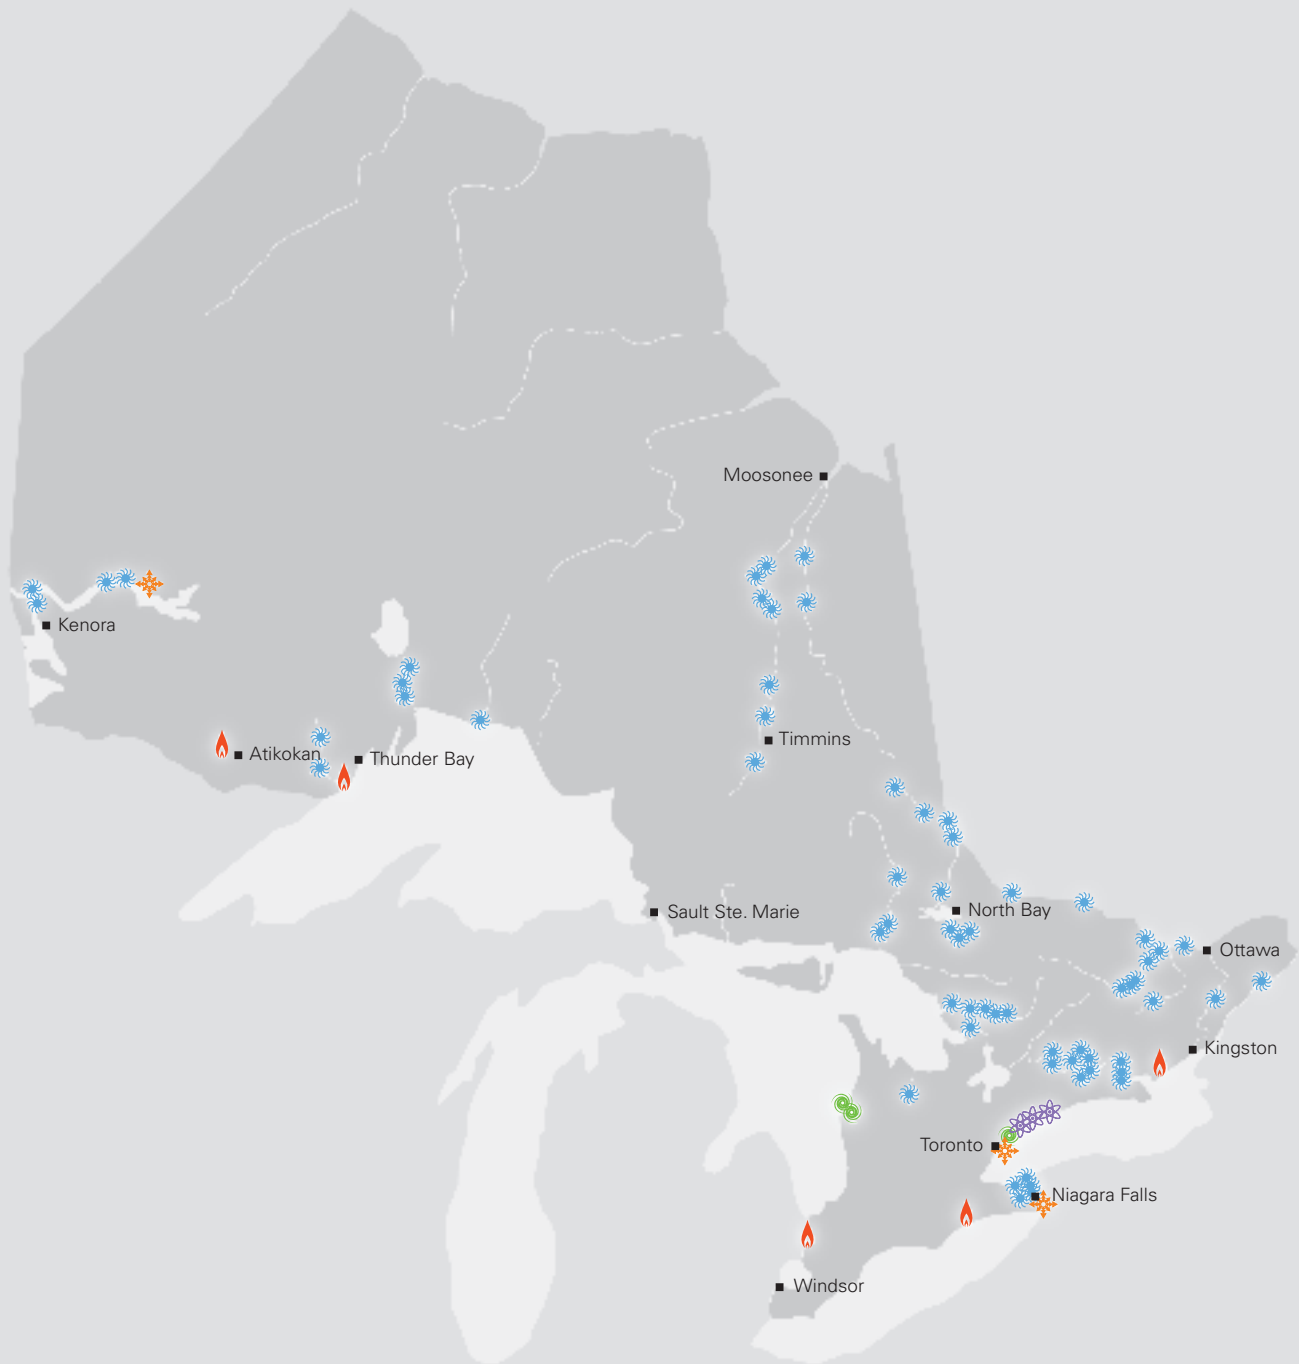 Moosonee
Kenora
Timmins
Atikokan
Thunder Bay
Sault Ste. Marie
North Bay
Ottawa
Kingston
Toronto
Niagara Falls
Windsor